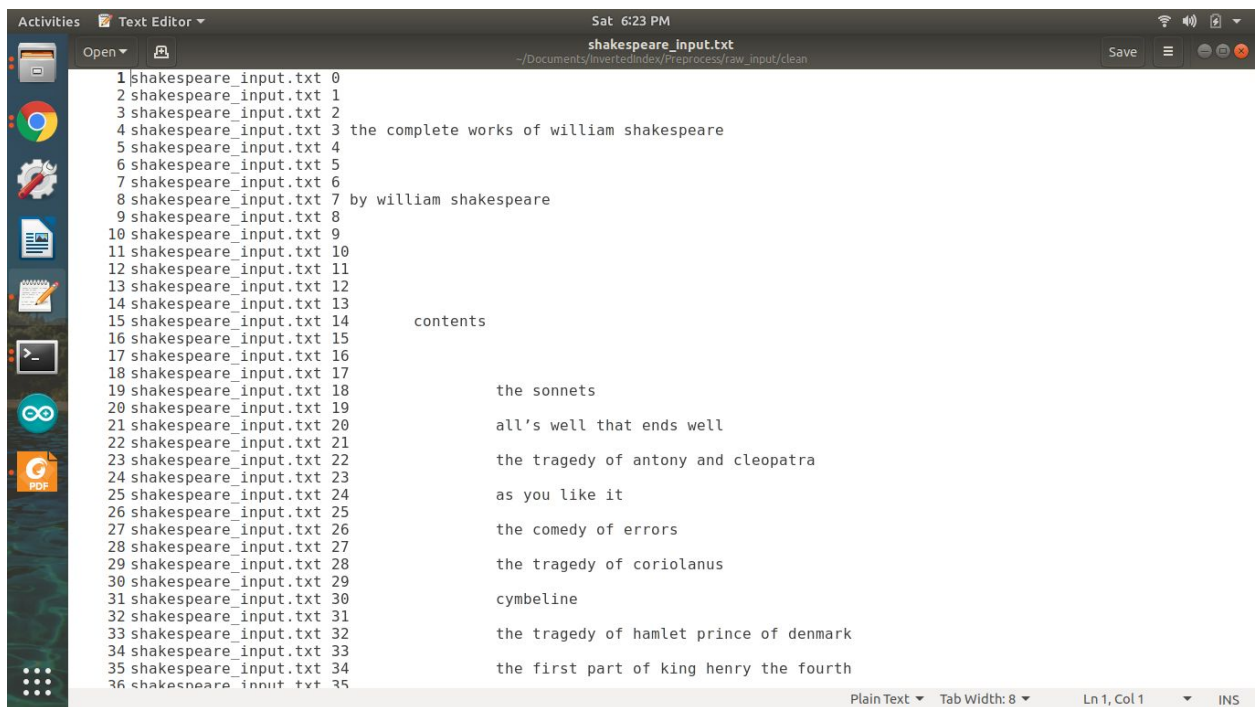 Activities Text Editor Sat 6:23 PM
Open shakespeare_input.txt Save
~/Documents/InvertedIndex/Preprocess/raw_input/clean
1 shakespeare_input.txt 0
2 shakespeare_input.txt 1
3 shakespeare_input.txt 2
4 shakespeare_input.txt 3 the complete works of william shakespeare
5 shakespeare_input.txt 4
6 shakespeare_input.txt 5
7 shakespeare_input.txt 6
8 shakespeare_input.txt 7 by william shakespeare
9 shakespeare_input.txt 8
10 shakespeare_input.txt 9
11 shakespeare_input.txt 10
12 shakespeare_input.txt 11
13 shakespeare_input.txt 12
14 shakespeare_input.txt 13
15 shakespeare_input.txt 14 contents
16 shakespeare_input.txt 15
17 shakespeare_input.txt 16
18 shakespeare_input.txt 17
19 shakespeare_input.txt 18 the sonnets
20 shakespeare_input.txt 19
21 shakespeare_input.txt 20 all’s well that ends well
22 shakespeare_input.txt 21
23 shakespeare_input.txt 22 the tragedy of antony and cleopatra
24 shakespeare_input.txt 23
25 shakespeare_input.txt 24 as you like it
26 shakespeare_input.txt 25
27 shakespeare_input.txt 26 the comedy of errors
28 shakespeare_input.txt 27
29 shakespeare_input.txt 28 the tragedy of coriolanus
30 shakespeare_input.txt 29
31 shakespeare_input.txt 30 cymbeline
32 shakespeare_input.txt 31
33 shakespeare_input.txt 32 the tragedy of hamlet prince of denmark
34 shakespeare_input.txt 33
35 shakespeare_input.txt 34 the first part of king henry the fourth
36 shakespeare_input.txt 35
PDF
Plain Text Tab Width: 8 Ln 1, Col 1 INS